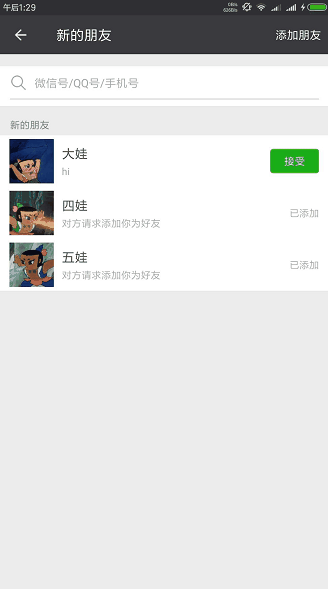 午后1:29
0B/s
626B/s
新的朋友
添加朋友
微信号/QQ号/手机号
新的朋友
大娃
hi
接受
四娃
对方请求添加你为好友
已添加
五娃
对方请求添加你为好友
已添加